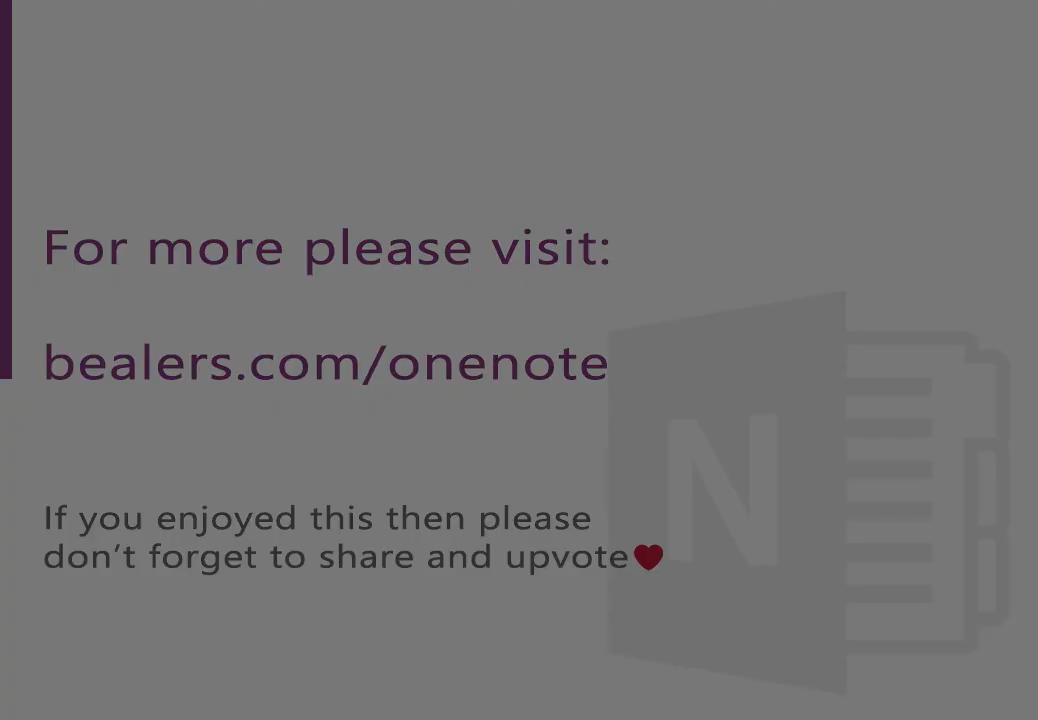 For more please visit:
bealers.com/onenote
If you enjoyed this then please
don’t forget to share and upvote❤
N